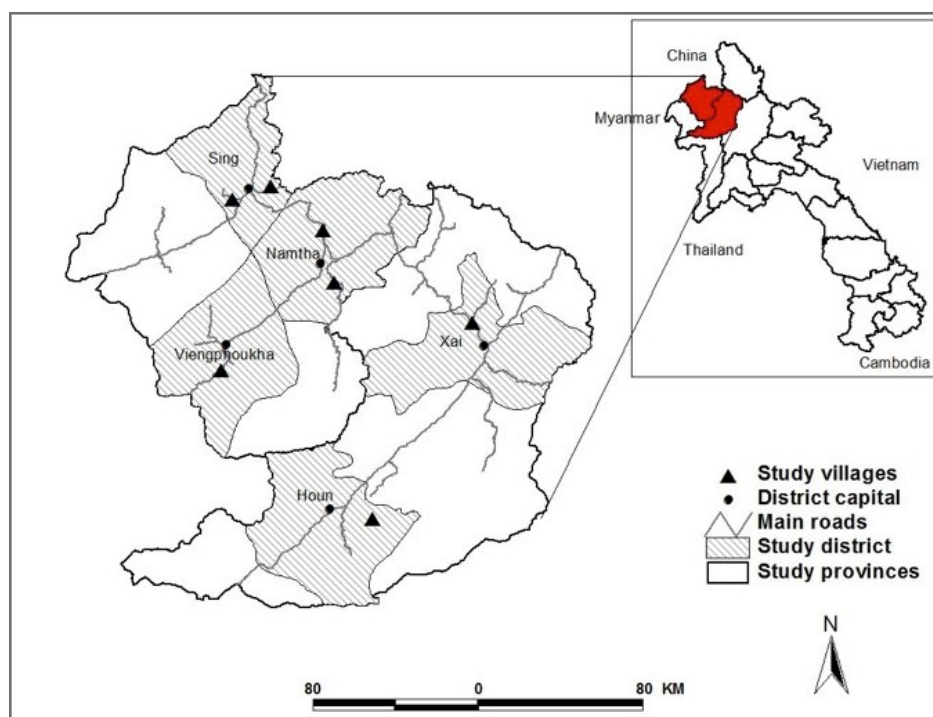 China
Myanmar
Vietnam
Thailand
Cambodia
Sing
Namtha
Xai
Viengphoukha
Houn
Study villages
District capital
Main roads
Study district
Study provinces
N
80 0 80 KM